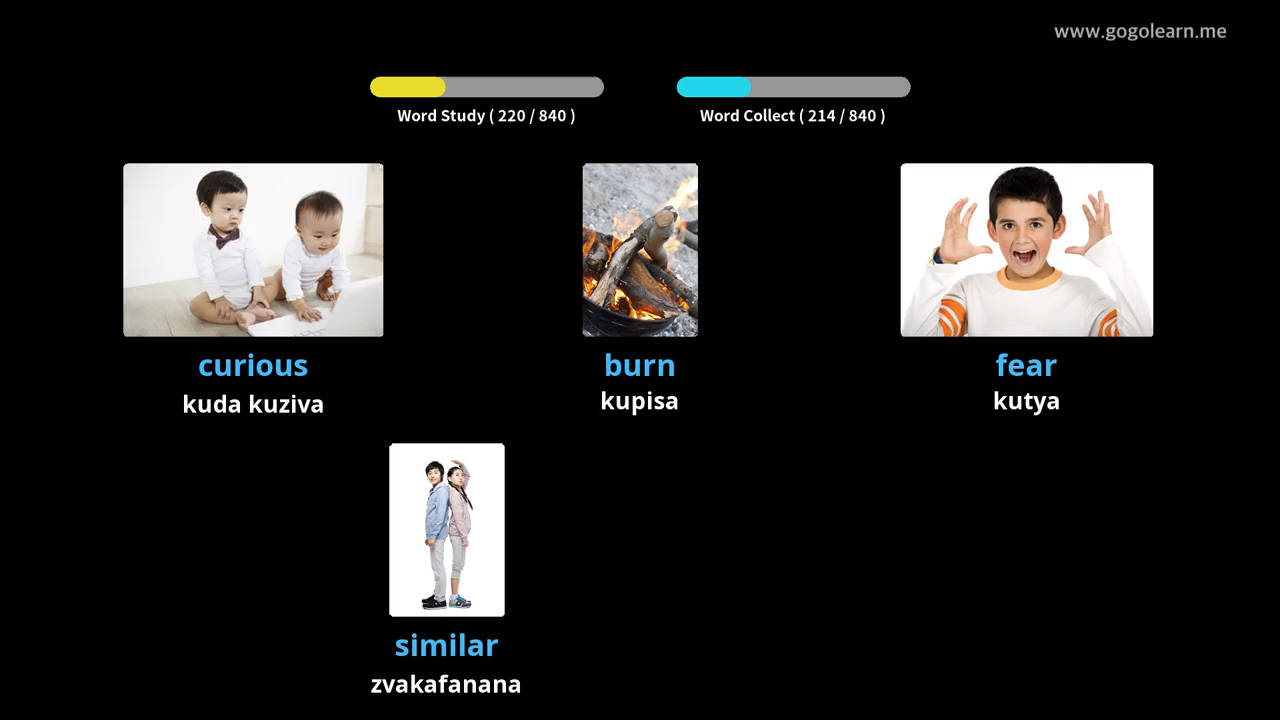 www.gogolearn.me
Word Study ( 220 / 840 )
Word Collect ( 214 / 840 )
curious
kuda kuziva
burn
kupisa
fear
kutya
similar
zvakafanana